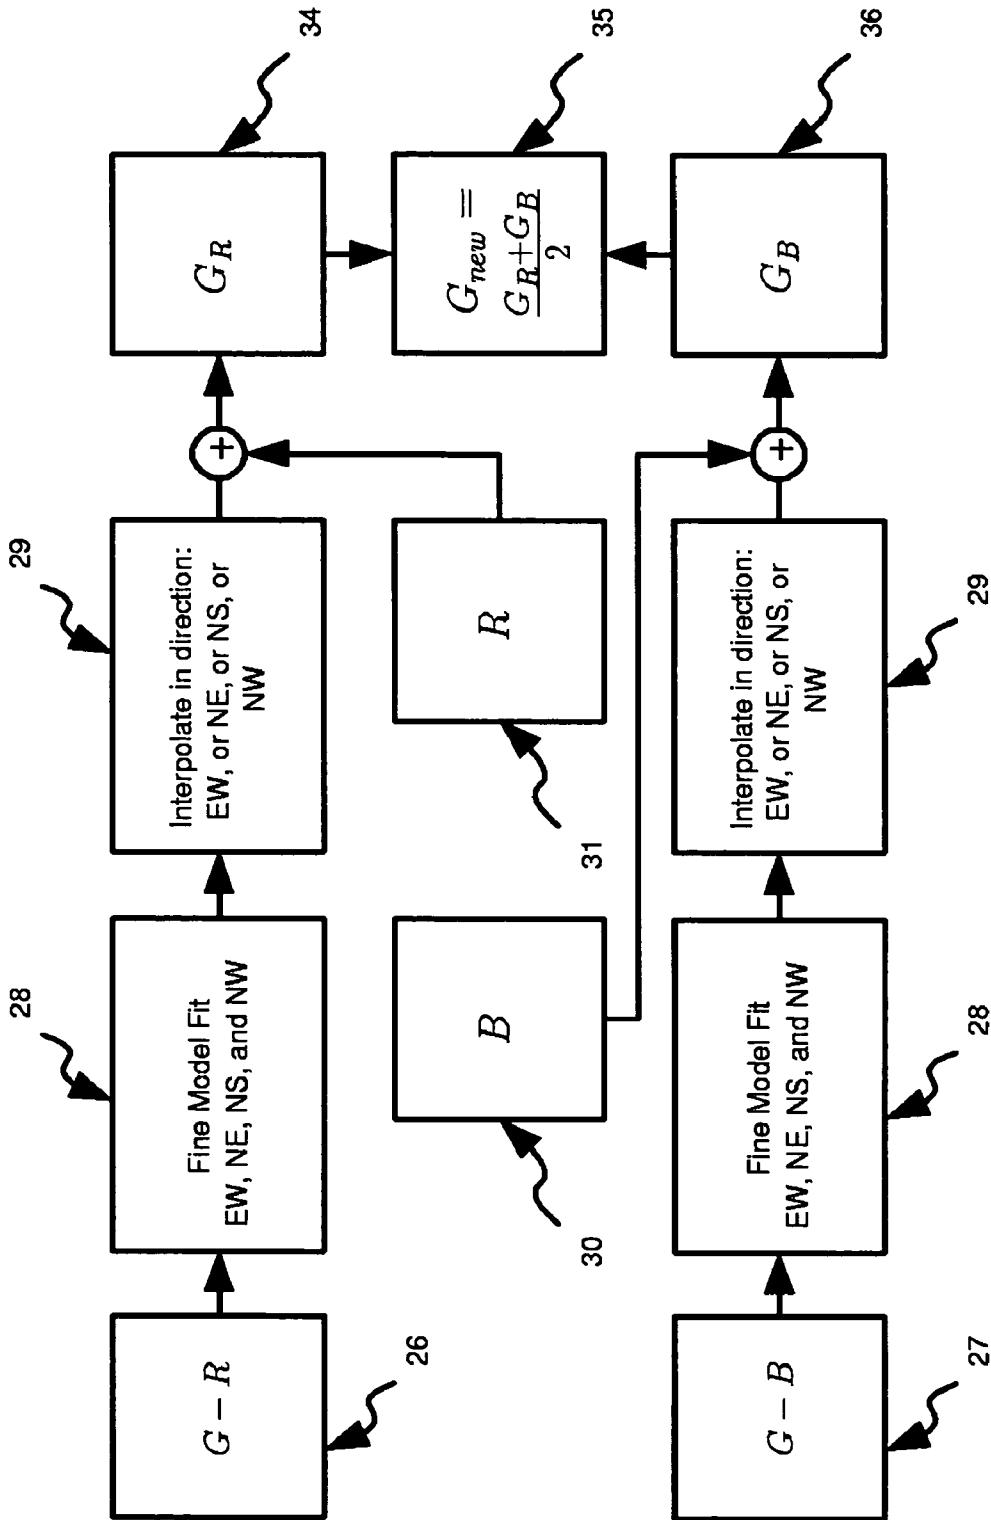 26
G − R
28
Fine Model Fit
EW, NE, NS, and NW
29
Interpolate in direction:
EW, or NE, or NS, or
NW
+
G_R
34
30
B
31
R
G_new =
G_R+G_B
2
35
27
G − B
28
Fine Model Fit
EW, NE, NS, and NW
29
Interpolate in direction:
EW, or NE, or NS, or
NW
+
G_B
36